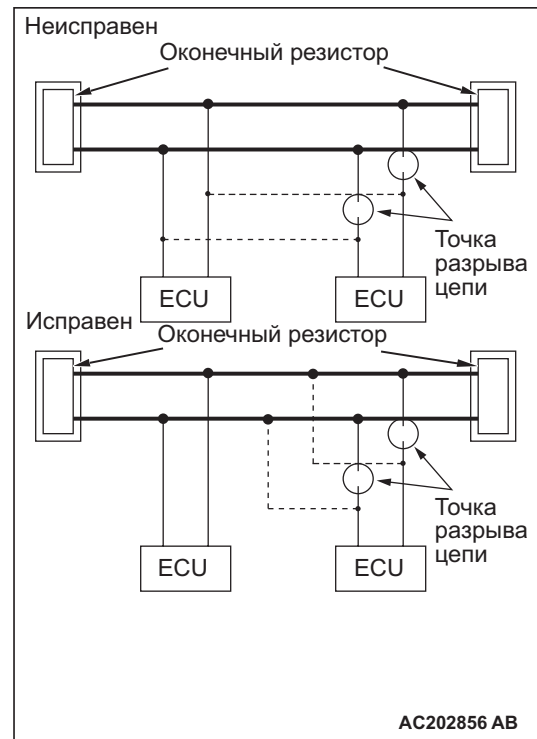 Неисправен
Оконечный резистор
Точка
разрыва
цепи
ECU
ECU
Исправен
Оконечный резистор
Точка
разрыва
цепи
ECU
ECU
AC202856 AB